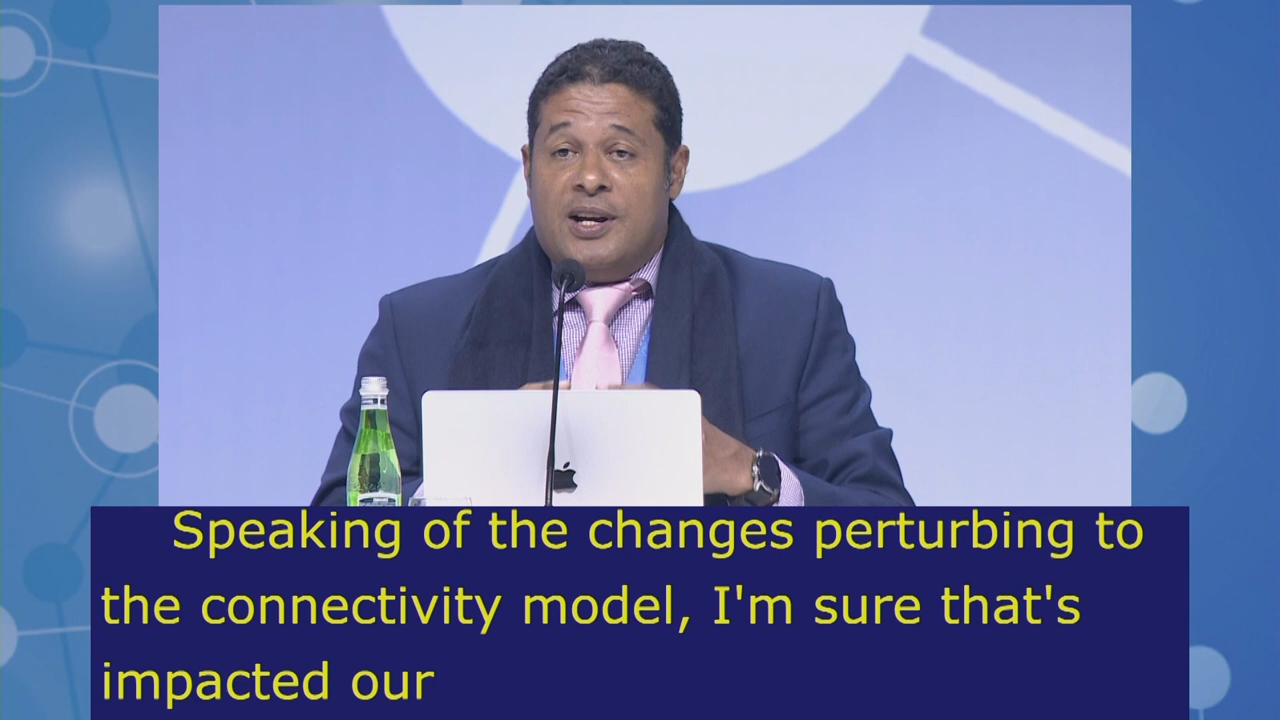 Speaking of the changes perturbing to
the connectivity model, I'm sure that's
impacted our